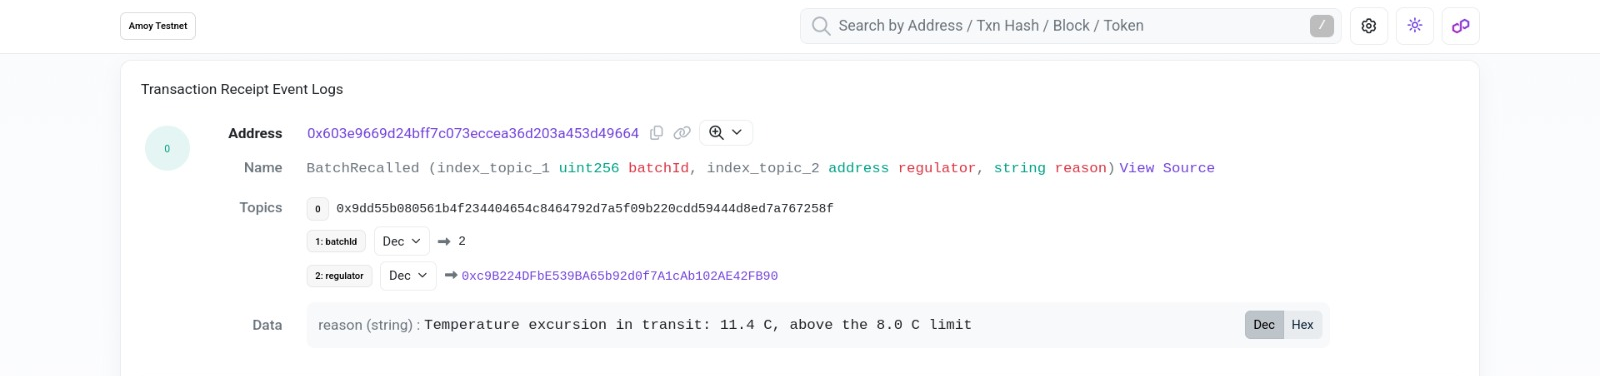 Amoy Testnet
Search by Address / Txn Hash / Block / Token /
Transaction Receipt Event Logs
0
Address 0x603e9669d24bff7c073eccea36d203a453d49664
Name BatchRecalled (index_topic_1 uint256 batchId, index_topic_2 address regulator, string reason) View Source
Topics 0 0x9dd55b080561b4f234404654c8464792d7a5f09b220cdd59444d8ed7a767258f
1: batchId Dec 2
2: regulator Dec 0xc9B224DFbE539BA65b92d0f7A1cAb102AE42FB90
Data reason (string) : Temperature excursion in transit: 11.4 C, above the 8.0 C limit Dec Hex